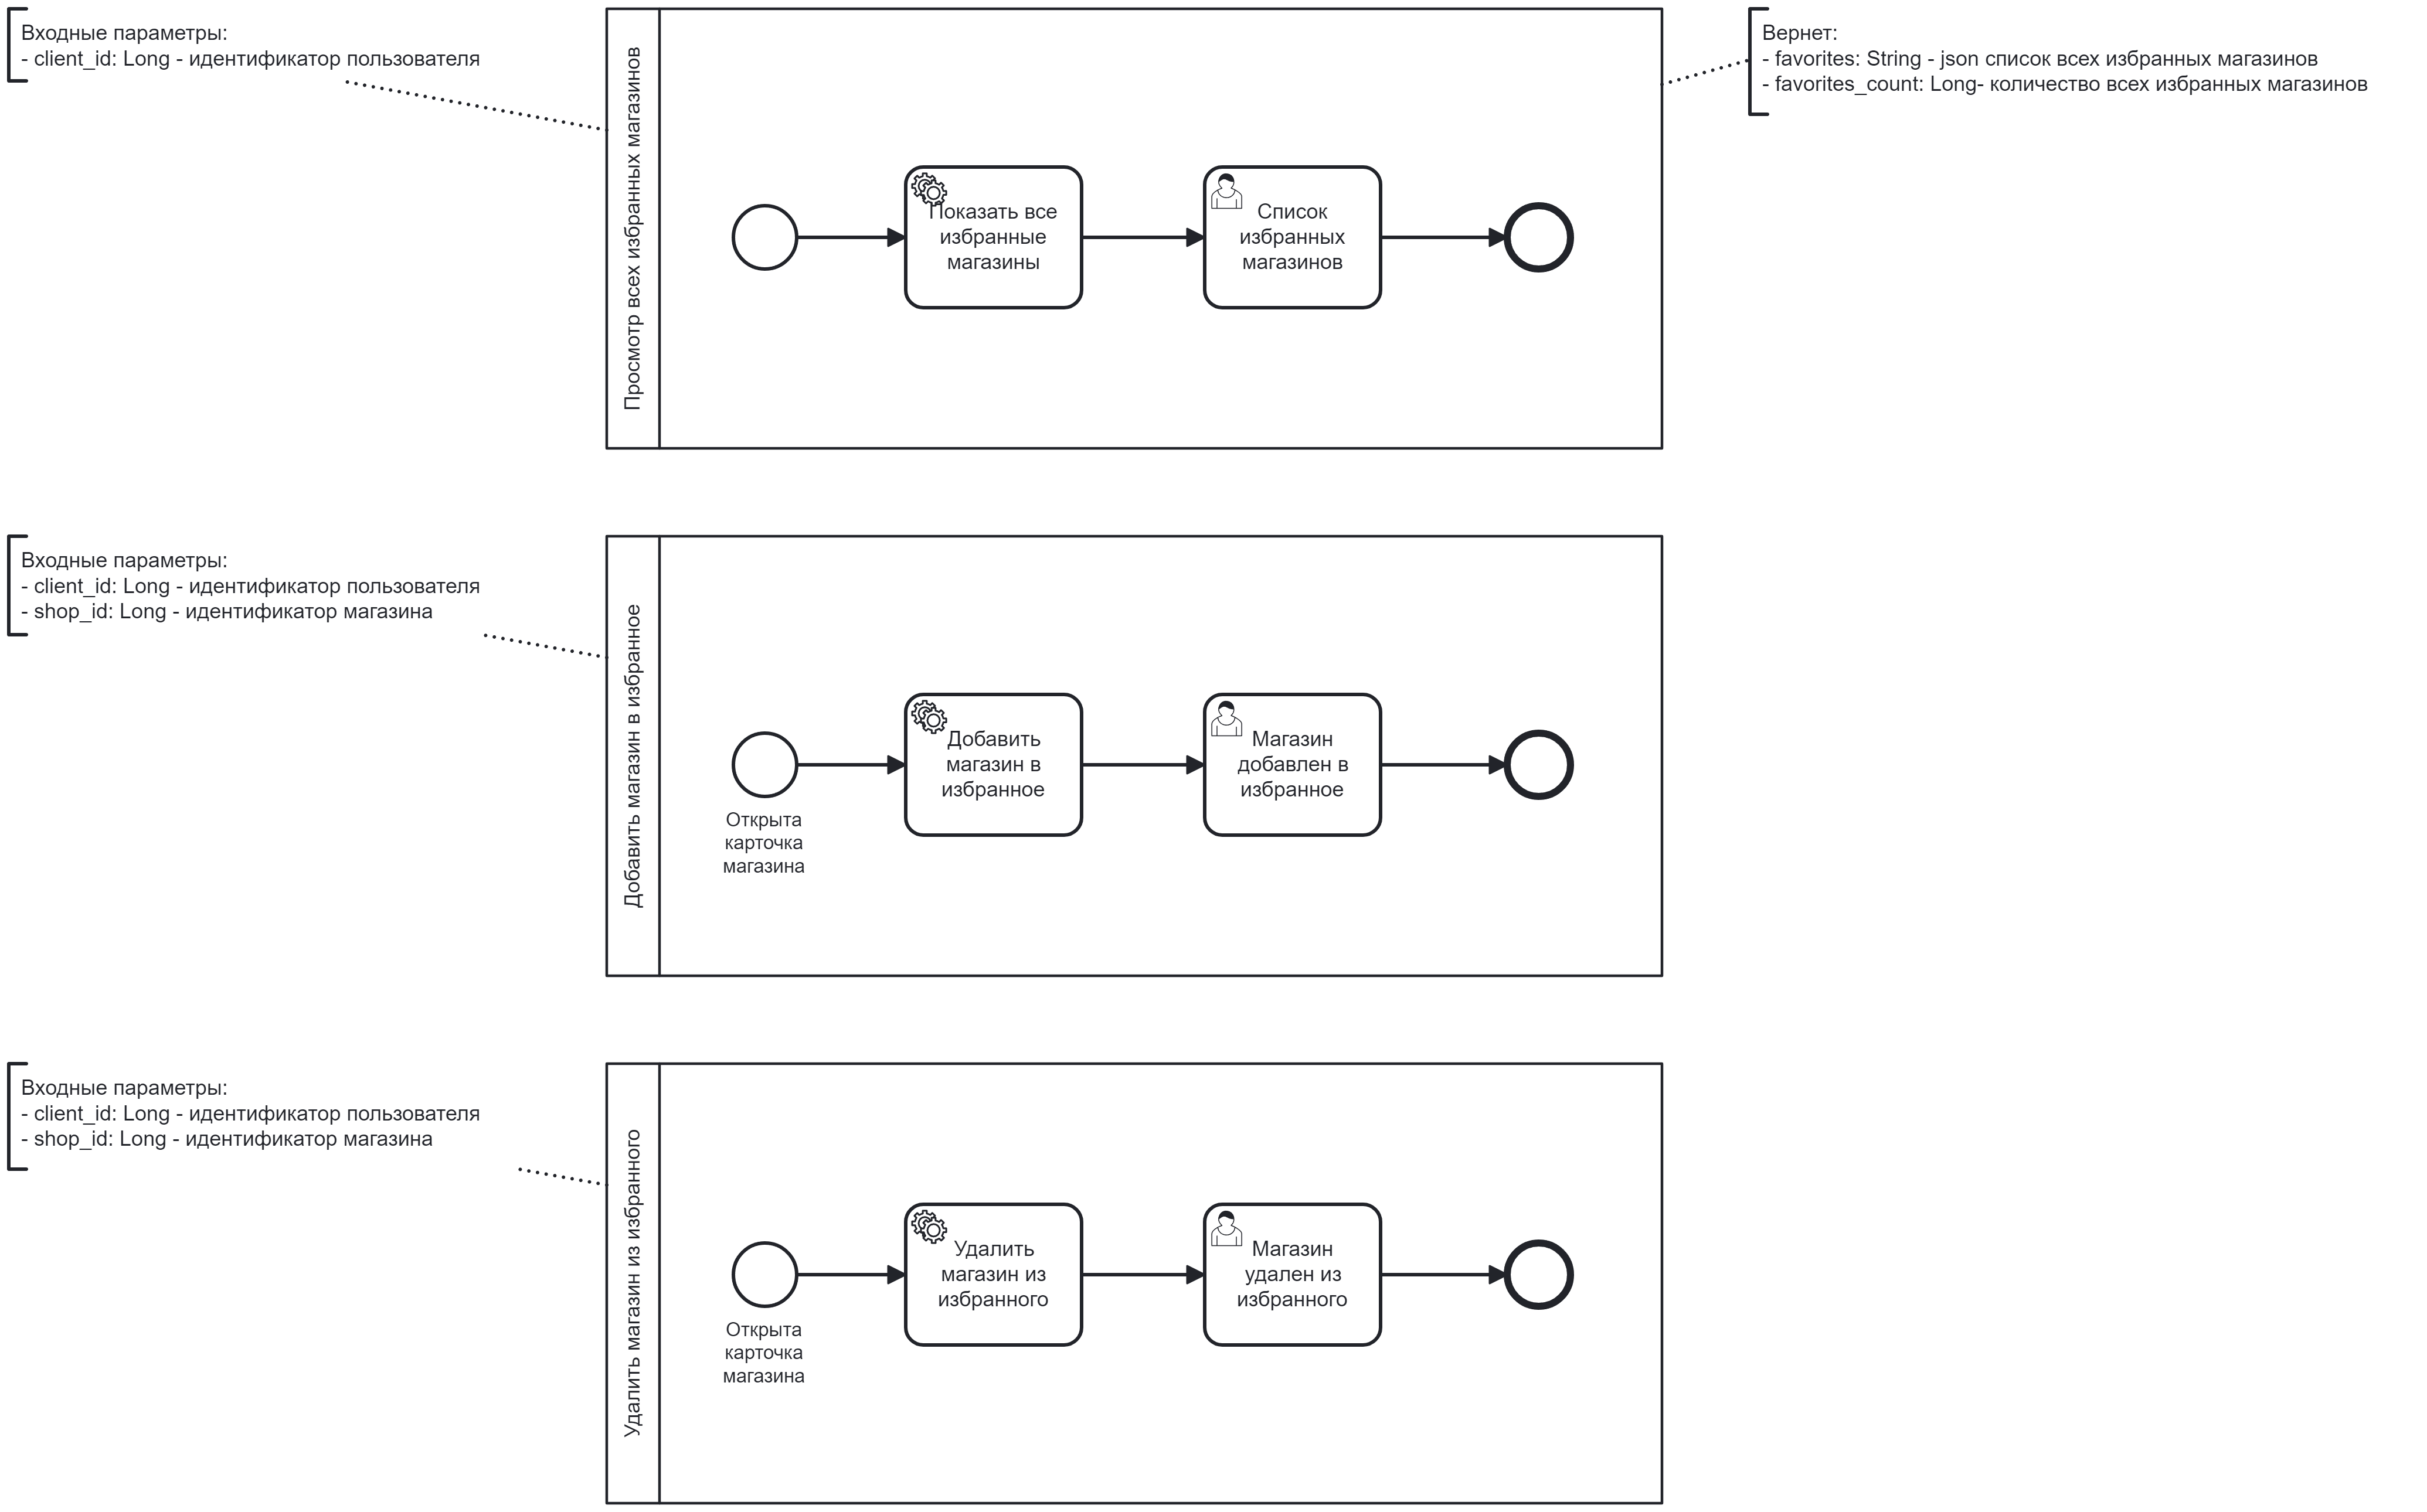 Входные параметры:
- client_id: Long - идентификатор пользователя
Просмотр всех избранных магазинов
Показать все
избранные
магазины
Список
избранных
магазинов
Вернет:
- favorites: String - json список всех избранных магазинов
- favorites_count: Long- количество всех избранных магазинов
Входные параметры:
- client_id: Long - идентификатор пользователя
- shop_id: Long - идентификатор магазина
Добавить магазин в избранное
Открыта
карточка
магазина
Добавить
магазин в
избранное
Магазин
добавлен в
избранное
Входные параметры:
- client_id: Long - идентификатор пользователя
- shop_id: Long - идентификатор магазина
Удалить магазин из избранного
Открыта
карточка
магазина
Удалить
магазин из
избранного
Магазин
удален из
избранного